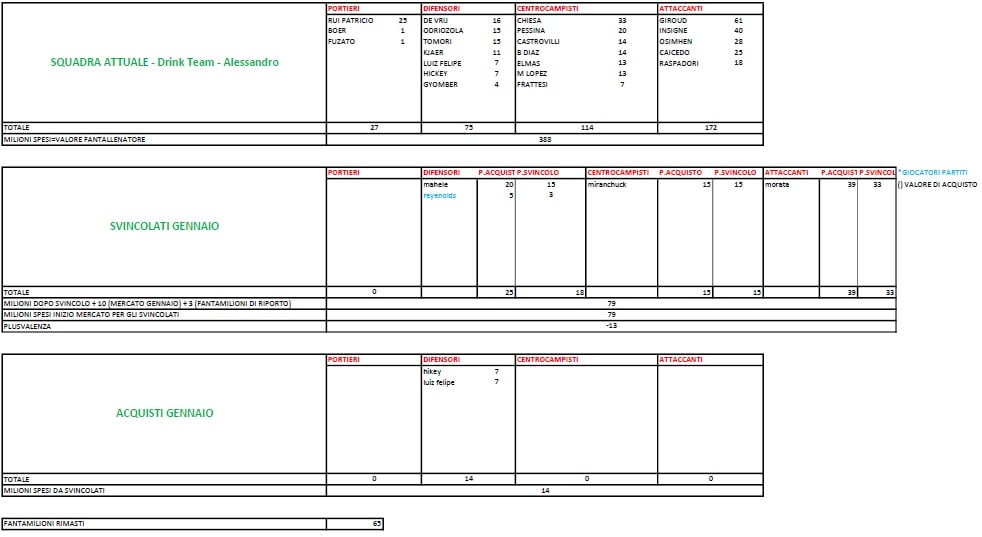 PORTIERI DIFENSORI CENTROCAMPISTI ATTACCANTI
RUI PATRICIO 25 DE VRIJ 16 CHIESA 33 GIROUD 61
BOER 1 ODRIOZOLA 15 PESSINA 20 INSIGNE 40
FUZATO 1 TOMORI 15 CASTROVILLI 14 OSIMHEN 28
KJAER 11 B DIAZ 14 CAICEDO 25
SQUADRA ATTUALE - Drink Team - Alessandro
LUIZ FELIPE 7 ELMAS 13 RASPADORI 18
HICKEY 7 M LOPEZ 13
GYOMBER 4 FRATTESI 7
TOTALE 27 75 114 172
MILIONI SPESI=VALORE FANTALLENATORE 388
PORTIERI DIFENSORI P.ACQUIST P.SVINCOLO CENTROCAMPISTI P.ACQUISTO P.SVINCOLO ATTACCANTI P.ACQUIST P.SVINCOL *GIOCATORI PARTITI
mahele 20 15 miranchuck 15 15 morata 39 33 () VALORE DI ACQUISTO
reyenolds 5 3
SVINCOLATI GENNAIO
TOTALE 0 25 18 15 15 39 33
MILIONI DOPO SVINCOLO + 10 (MERCATO GENNAIO) + 3 (FANTAMILIONI DI RIPORTO) 79
MILIONI SPESI INIZIO MERCATO PER GLI SVINCOLATI 79
PLUSVALENZA -13
PORTIERI DIFENSORI CENTROCAMPISTI ATTACCANTI
hikey 7
luiz felipe 7
ACQUISTI GENNAIO
TOTALE 0 14 0 0
MILIONI SPESI DA SVINCOLATI 14
FANTAMILIONI RIMASTI 65